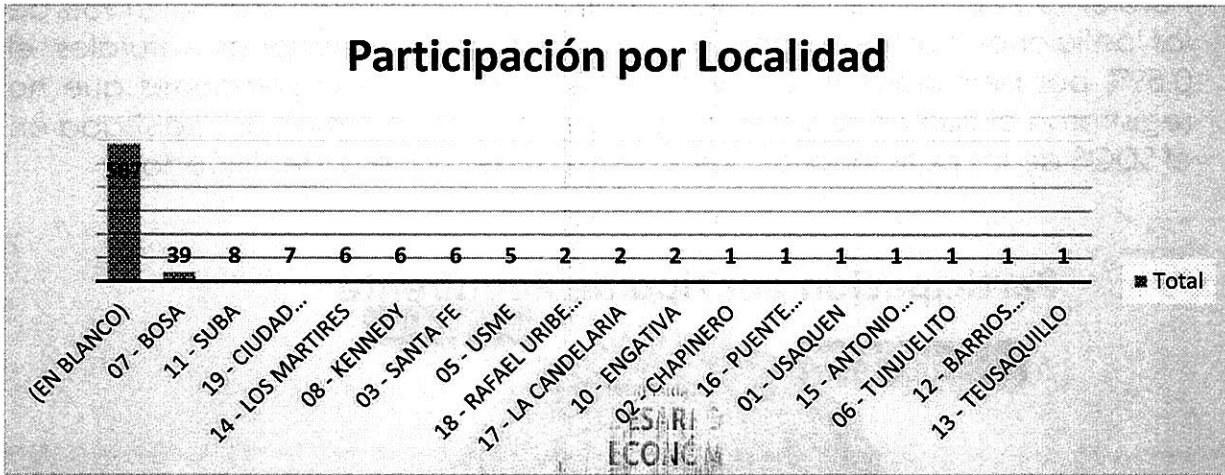 Participación por Localidad
39 8 7 6 6 6 5 2 2 2 1 1 1 1 1 1 1
Total
(EN BLANCO)
07 - BOSA
11 - SUBA
19 - CIUDAD...
14 - LOS MARTIRES
08 - KENNEDY
03 - SANTA FE
05 - USME
18 - RAFAEL URIBE...
17 - LA CANDELARIA
10 - ENGATIVA
02 - CHAPINERO
16 - PUENTE...
01 - USAQUEN
15 - ANTONIO...
06 - TUNJUELITO
12 - BARRIOS...
13 - TEUSAQUILLO